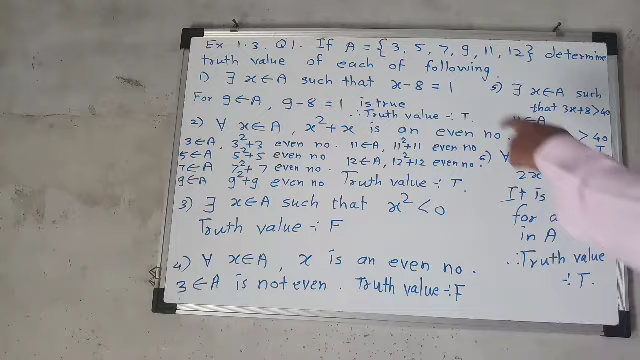 Ex 1.3. Q1. If A = {3, 5, 7, 9, 11, 12} determine
truth value of each of following.
1) ∃ x∈A such that x-8 = 1
For 9∈A, 9-8 = 1 is true
∴ Truth value ∴ T.
2) ∀ x∈A, x²+x is an even no.
3∈A, 3²+3 even no. 11∈A, 11²+11 even no
5∈A 5²+5 even no 12∈A, 12²+12 even no.
7∈A 7²+7 even no
9∈A 9²+9 even no Truth value ∴ T.
3) ∃ x∈A such that x² < 0
Truth value ∴ F
4) ∀ x∈A, x is an even no.
3∈A is not even. Truth value ∴ F
5) ∃ x∈A such
that 3x+8>40
> 40
6) ∀
2x
It is
for a
in A
∴ Truth value
∴ T.